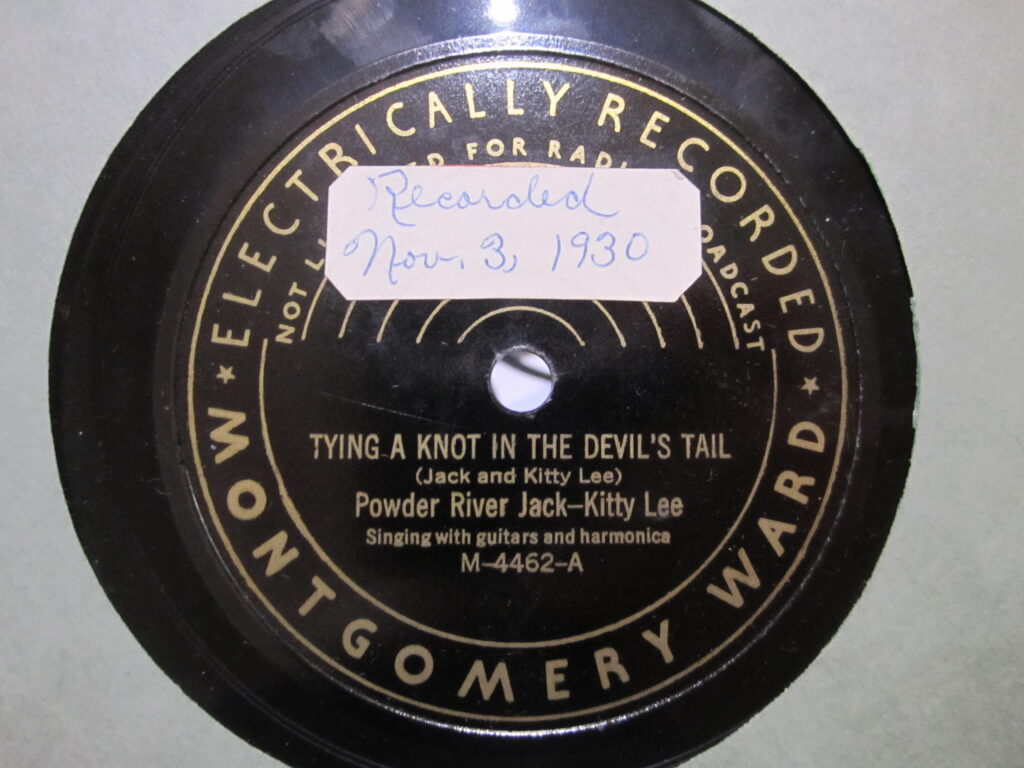 ★ ELECTRICALLY RECORDED ★
NOT FOR RADI
OADCAST
Recorded
Nov. 3, 1930
TYING A KNOT IN THE DEVIL'S TAIL
(Jack and Kitty Lee)
Powder River Jack–Kitty Lee
Singing with guitars and harmonica
M-4462-A
MONTGOMERY WARD